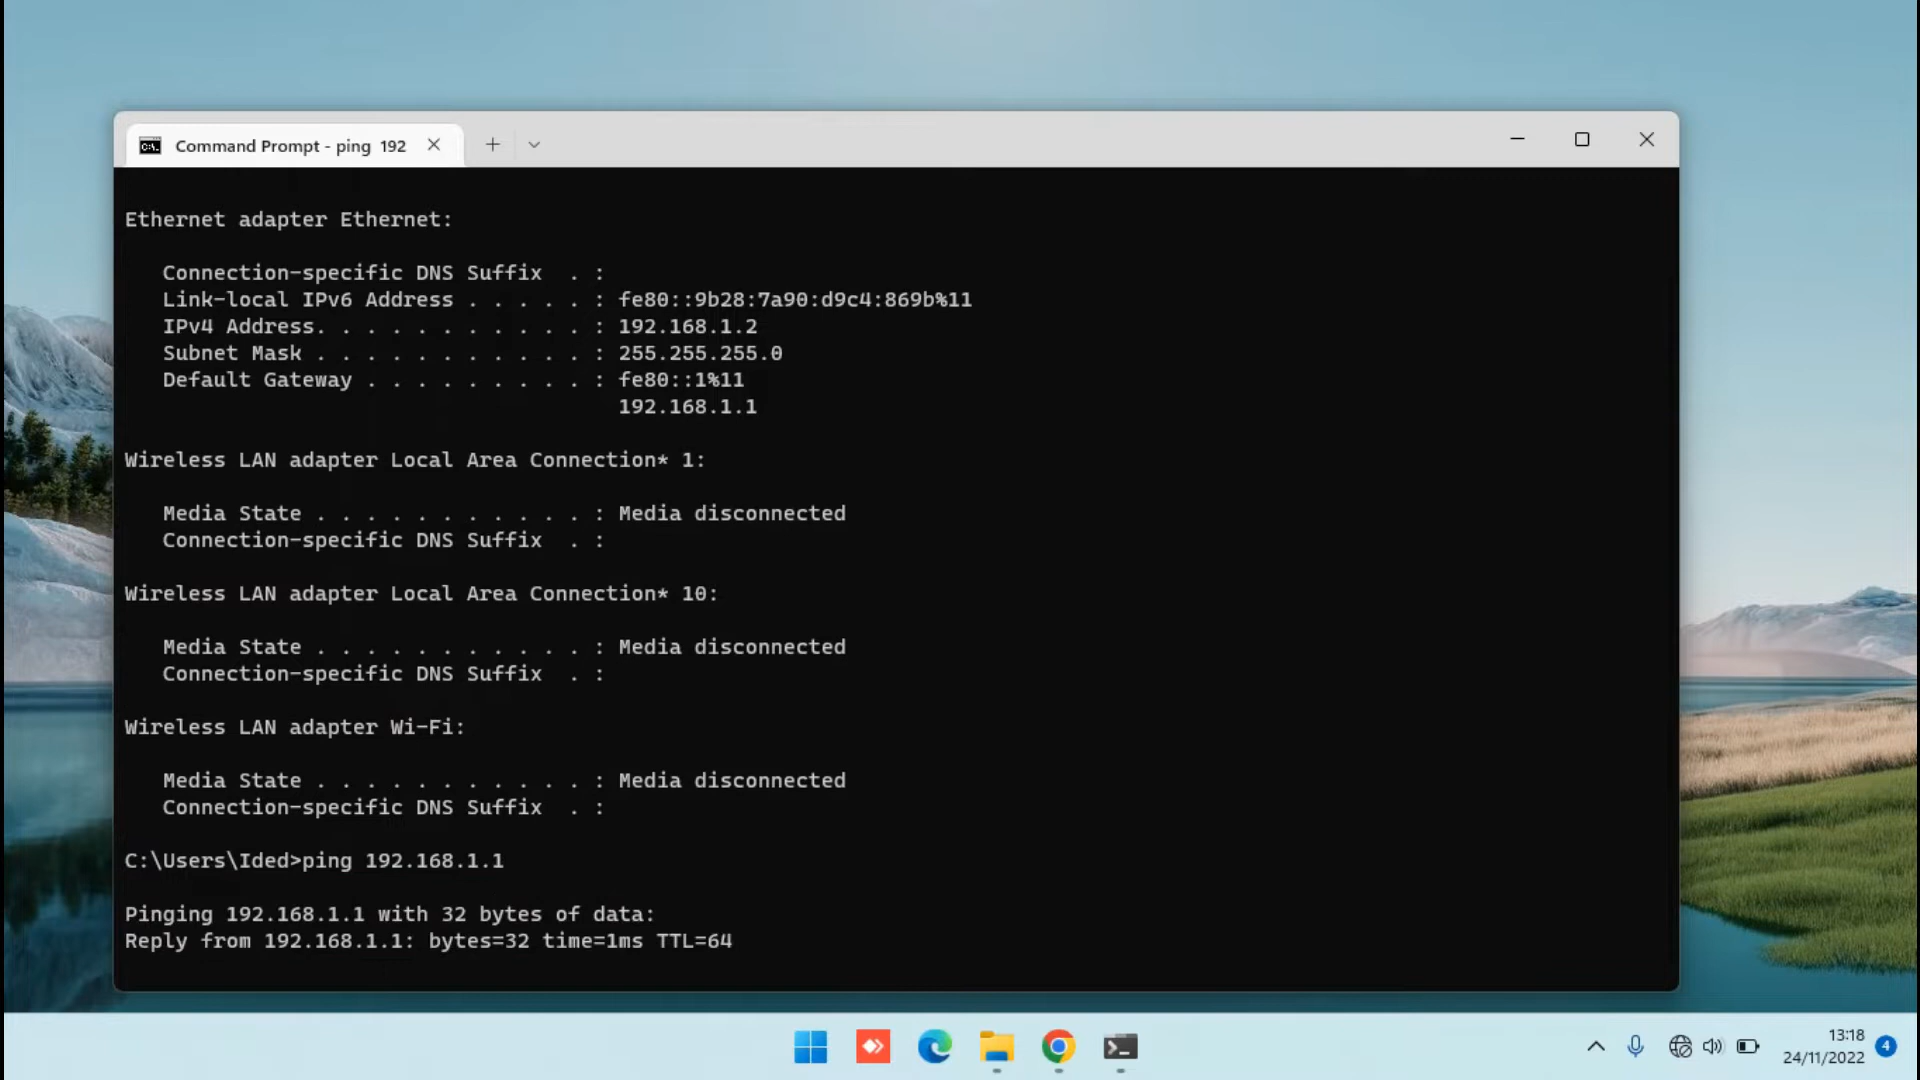 Command Prompt - ping  192
Ethernet adapter Ethernet:
Connection-specific DNS Suffix  . :
Link-local IPv6 Address . . . . . : fe80::9b28:7a90:d9c4:869b%11
IPv4 Address. . . . . . . . . . . : 192.168.1.2
Subnet Mask . . . . . . . . . . . : 255.255.255.0
Default Gateway . . . . . . . . . : fe80::1%11
192.168.1.1
Wireless LAN adapter Local Area Connection* 1:
Media State . . . . . . . . . . . : Media disconnected
Connection-specific DNS Suffix  . :
Wireless LAN adapter Local Area Connection* 10:
Media State . . . . . . . . . . . : Media disconnected
Connection-specific DNS Suffix  . :
Wireless LAN adapter Wi-Fi:
Media State . . . . . . . . . . . : Media disconnected
Connection-specific DNS Suffix  . :
C:\Users\Ided>ping 192.168.1.1
Pinging 192.168.1.1 with 32 bytes of data:
Reply from 192.168.1.1: bytes=32 time=1ms TTL=64
13:18
24/11/2022
4